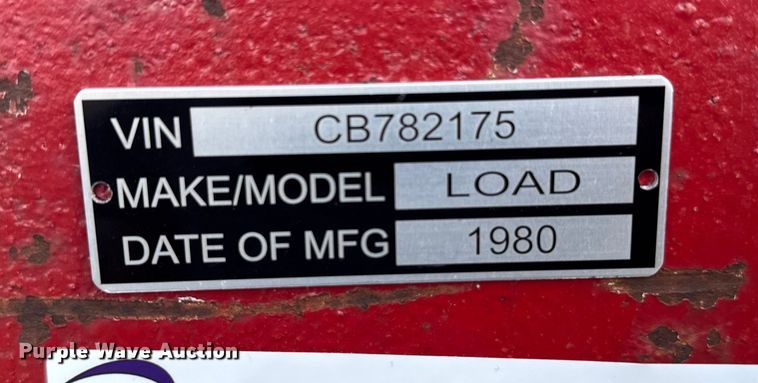 VIN CB782175
MAKE/MODEL LOAD
DATE OF MFG 1980
Purple Wave Auction